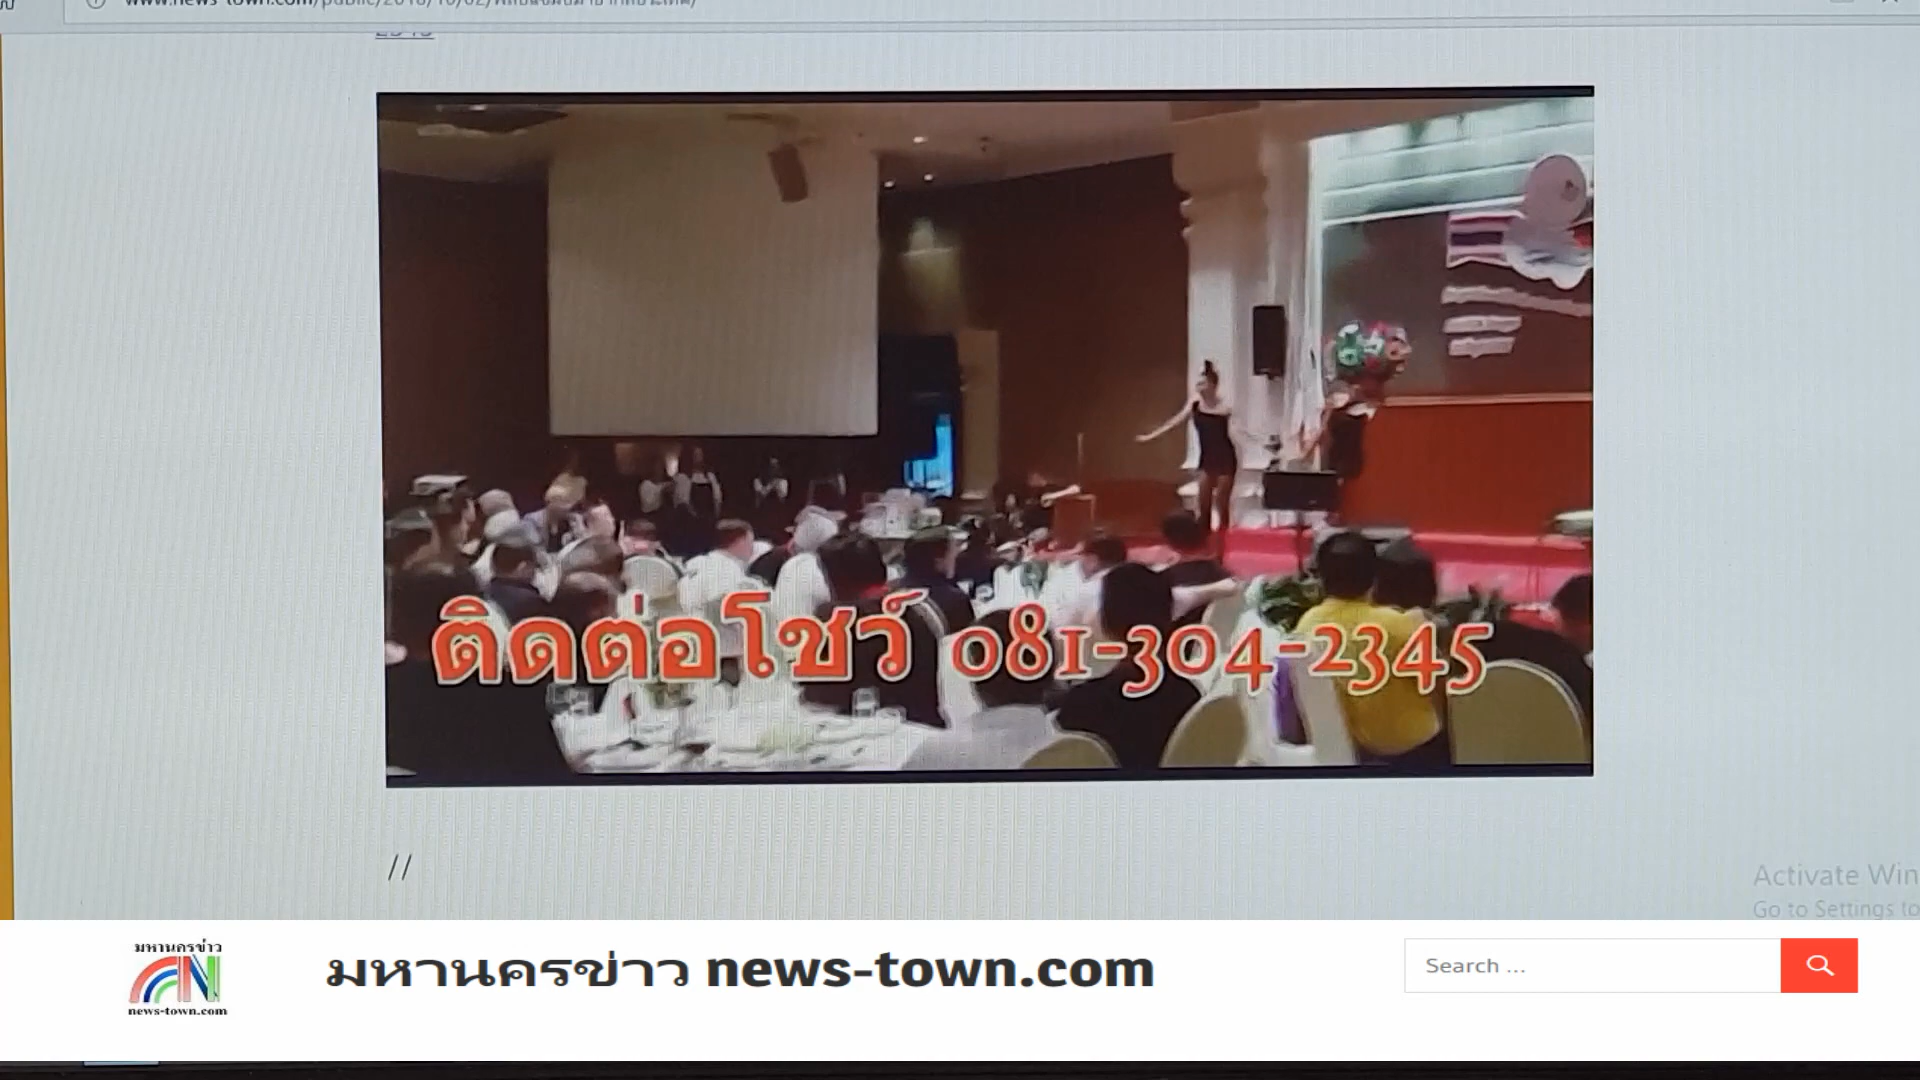 2345
ติดต่อโชว์ 081-304-2345
//
Activate Win
Go to Settings to
มหานครข่าว
news-town.com
มหานครข่าว news-town.com
Search ...